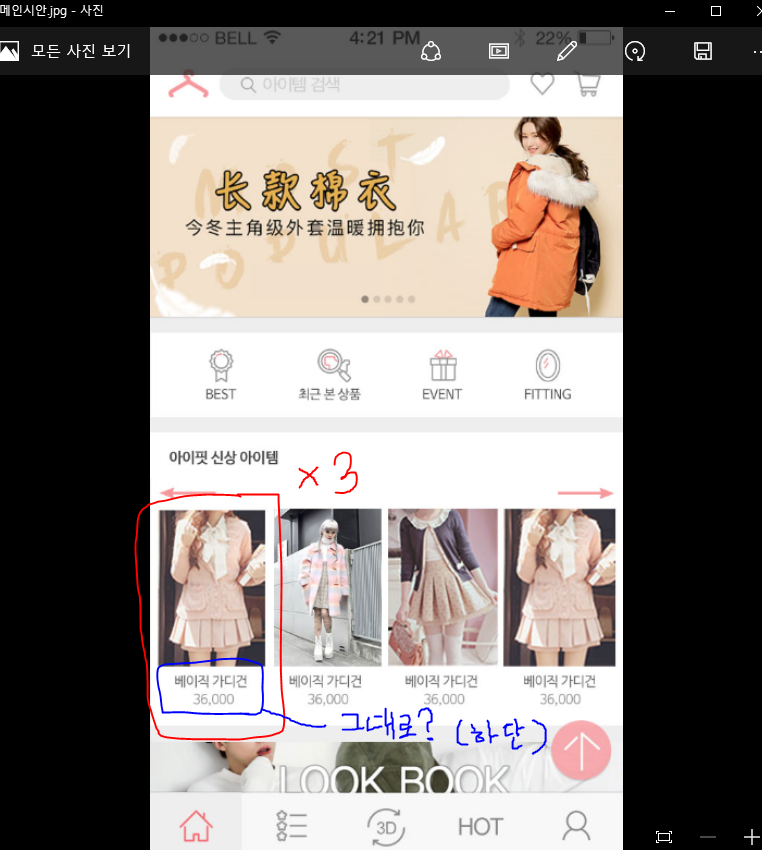 메인시안.jpg - 사진
모든 사진 보기
BELL 4:21 PM 22%
아이템 검색
MOST
POPULAR
长款棉衣
今冬主角级外套温暖拥抱你
BEST 최근 본 상품 EVENT FITTING
아이핏 신상 아이템
× 3
베이직 가디건 베이직 가디건 베이직 가디건 베이직 가디건
36,000 36,000 36,000 36,000
그대로? (하단)
LOOK BOOK
3D HOT